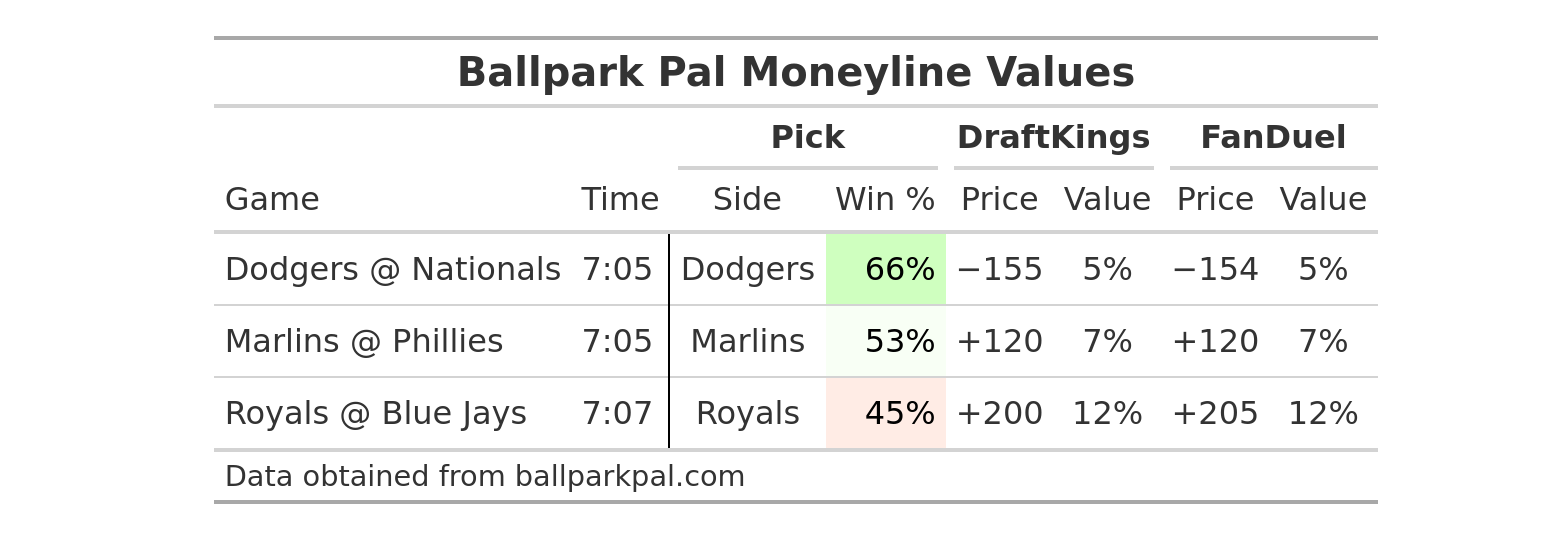 Ballpark Pal Moneyline Values
Pick DraftKings FanDuel
Game Time Side Win % Price Value Price Value
Dodgers @ Nationals 7:05 Dodgers 66% −155 5% −154 5%
Marlins @ Phillies 7:05 Marlins 53% +120 7% +120 7%
Royals @ Blue Jays 7:07 Royals 45% +200 12% +205 12%
Data obtained from ballparkpal.com